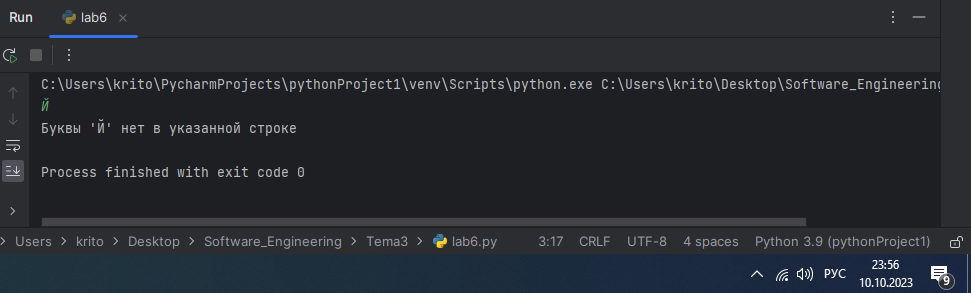 Run lab6
C:\Users\krito\PycharmProjects\pythonProject1\venv\Scripts\python.exe C:\Users\krito\Desktop\Software_Engineering
Й
Буквы 'Й' нет в указанной строке
Process finished with exit code 0
Users > krito > Desktop > Software_Engineering > Tema3 > lab6.py 3:17 CRLF UTF-8 4 spaces Python 3.9 (pythonProject1)
РУС 23:56
10.10.2023 9